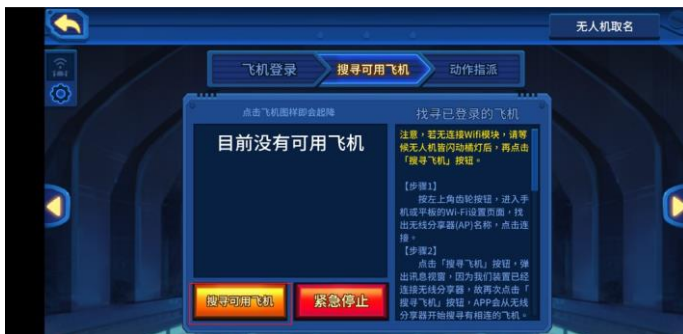 无人机取名
飞机登录
搜寻可用飞机
动作指派
点击飞机图样即会起降
目前没有可用飞机
搜寻可用飞机
紧急停止
找寻已登录的飞机
注意，若无连接Wifi模块，请等
候无人机皆闪动橘灯后，再点击
「搜寻飞机」按钮。
【步骤1】
按左上角齿轮按钮，进入手
机或平板的Wi-Fi设置页面，找
出无线分享器(AP)名称，点击连
接。
【步骤2】
点击「搜寻飞机」按钮，弹
出讯息视窗，因为我们装置已经
连接无线分享器，故再次点击「
搜寻飞机」按钮，APP会从无线
分享器开始搜寻有相连的飞机。